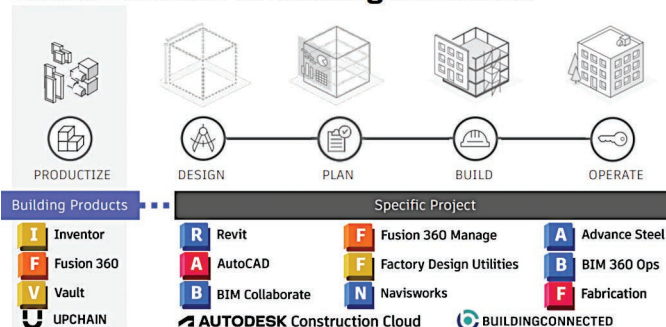 PRODUCTIZE
DESIGN
PLAN
BUILD
OPERATE
Building Products
Specific Project
I Inventor
F Fusion 360
V Vault
UPCHAIN
R Revit
A AutoCAD
B BIM Collaborate
AUTODESK Construction Cloud
F Fusion 360 Manage
F Factory Design Utilities
N Navisworks
BUILDINGCONNECTED
A Advance Steel
B BIM 360 Ops
F Fabrication